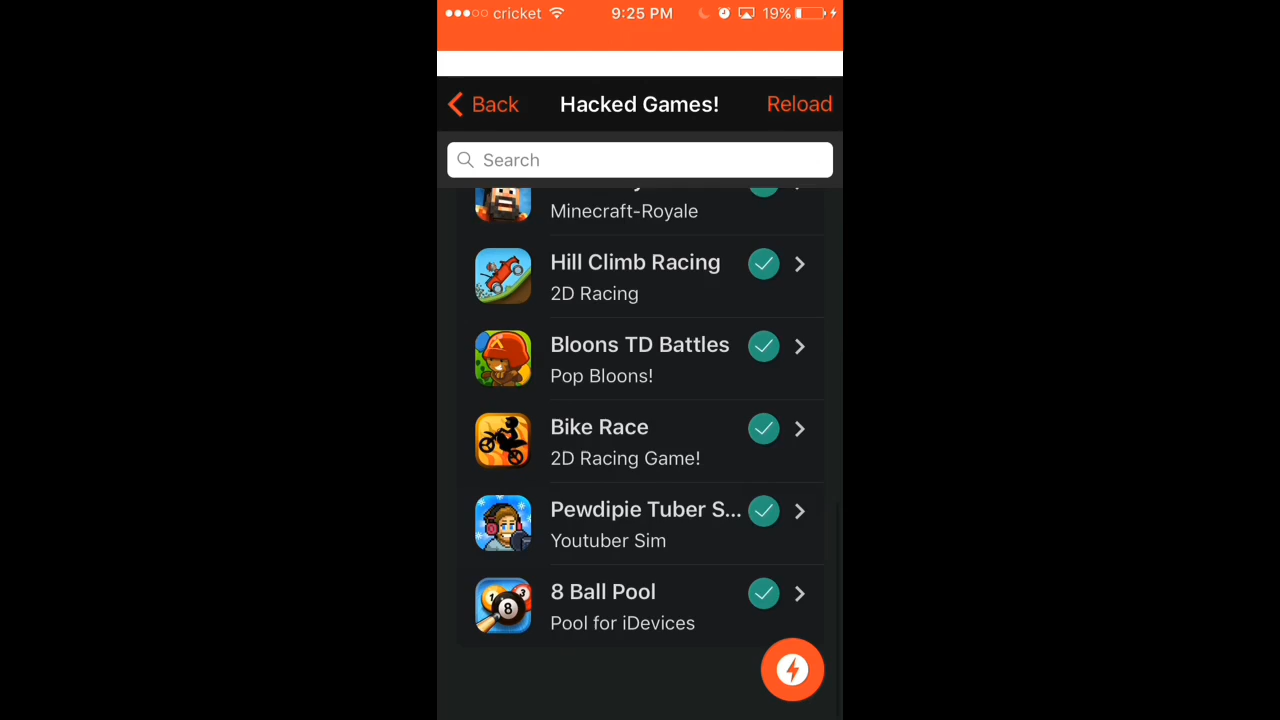 cricket 9:25 PM 19%
Back Hacked Games! Reload
Search
Minecraft-Royale
Hill Climb Racing
2D Racing
Bloons TD Battles
Pop Bloons!
Bike Race
2D Racing Game!
Pewdipie Tuber S...
Youtuber Sim
8 Ball Pool
Pool for iDevices